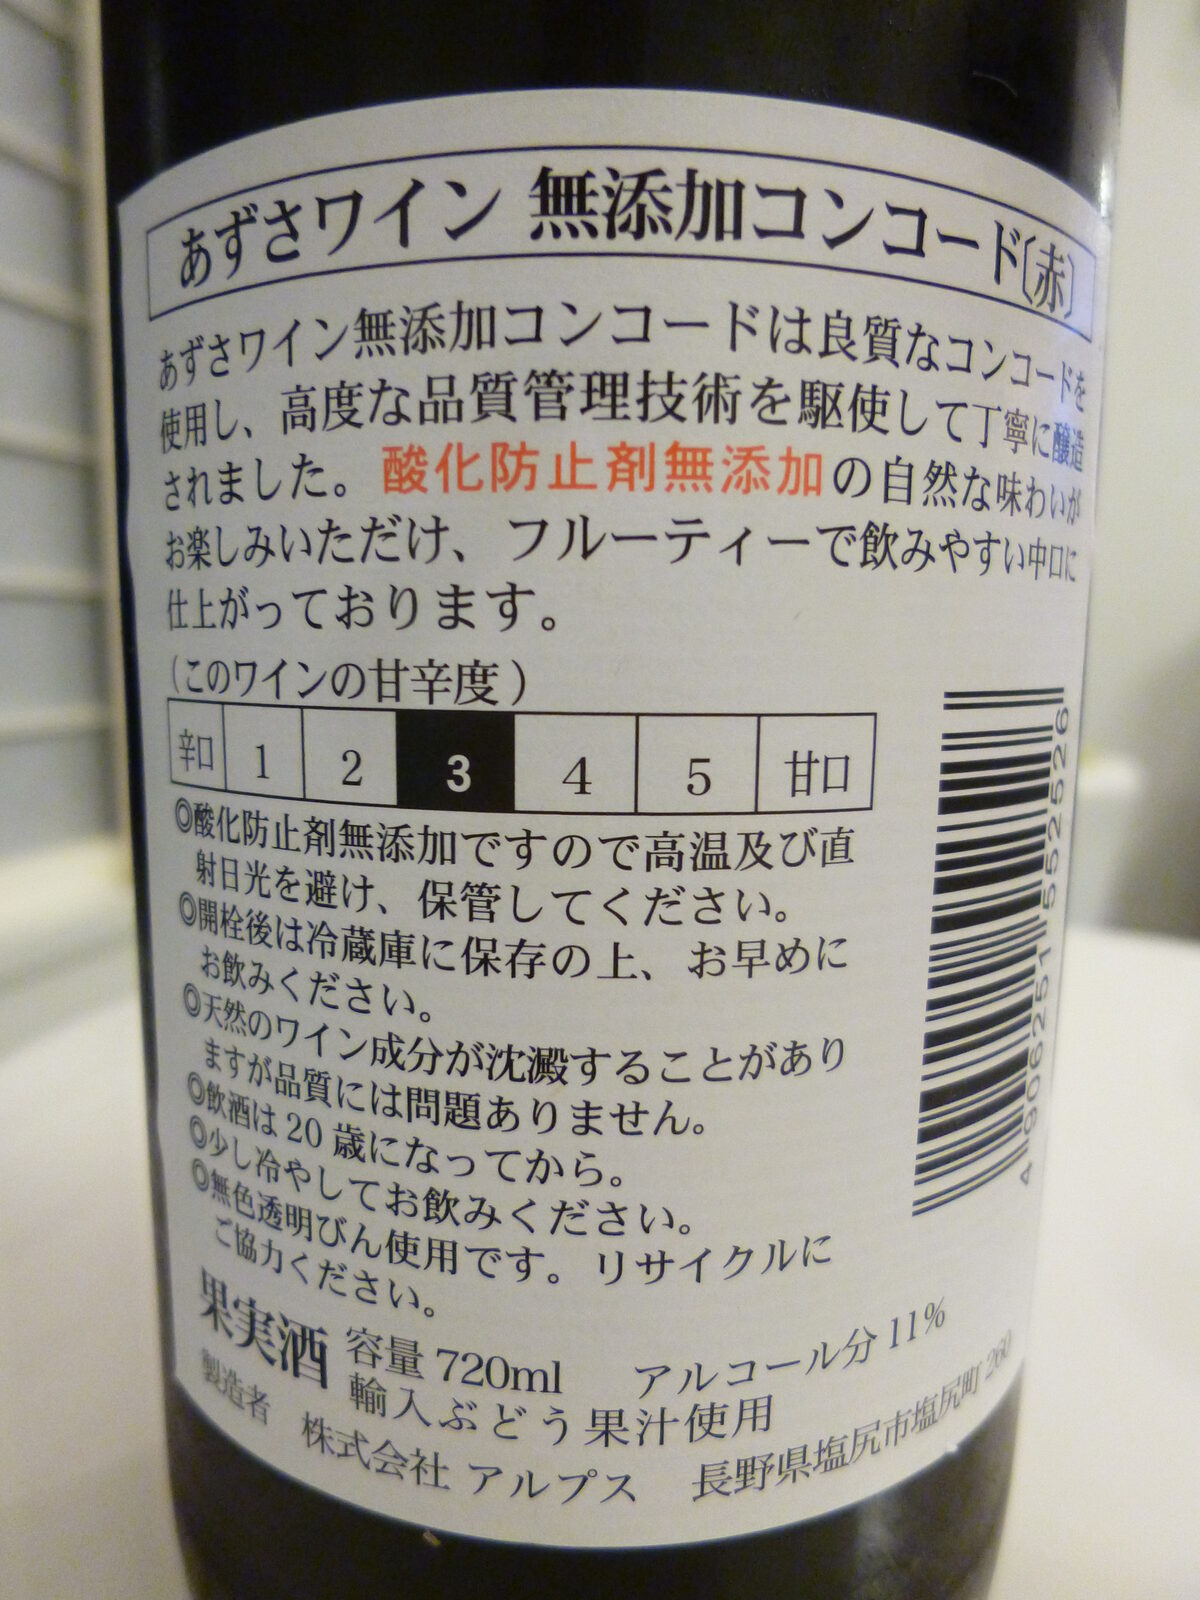 あずさワイン 無添加コンコード〔赤〕
あずさワイン無添加コンコードは良質なコンコードを
使用し、高度な品質管理技術を駆使して丁寧に醸造
されました。酸化防止剤無添加の自然な味わいが
お楽しみいただけ、フルーティーで飲みやすい中口に
仕上がっております。
(このワインの甘辛度)
辛口 1 2 3 4 5 甘口
◎酸化防止剤無添加ですので高温及び直
射日光を避け、保管してください。
◎開栓後は冷蔵庫に保存の上、お早めに
お飲みください。
◎天然のワイン成分が沈澱することがあり
ますが品質には問題ありません。
◎飲酒は20歳になってから。
◎少し冷やしてお飲みください。
◎無色透明びん使用です。リサイクルに
ご協力ください。
果実酒 容量 720ml アルコール分 11%
輸入ぶどう果汁使用
製造者 株式会社 アルプス 長野県塩尻市塩尻町 260
4 906251 552526